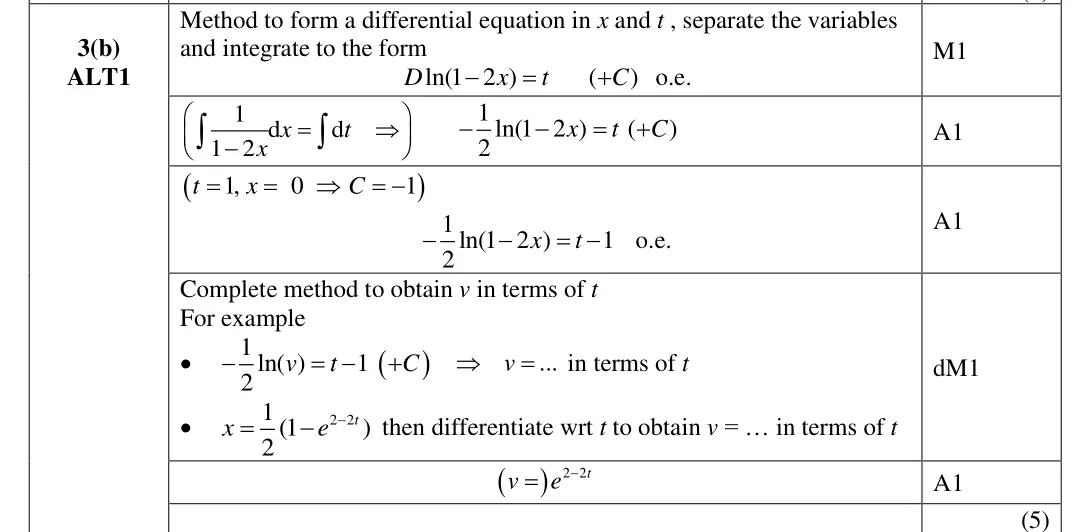 Method to form a differential equation in x and t , separate the variables
3(b) and integrate to the form M1
ALT1
D ln(1 − 2x) = t (+C) o.e.
(∫ 1/(1 − 2x) dx = ∫ dt ⇒) −1/2 ln(1 − 2x) = t (+C) A1
(t = 1, x = 0 ⇒ C = −1)
−1/2 ln(1 − 2x) = t − 1 o.e. A1
Complete method to obtain v in terms of t
For example
• −1/2 ln(v) = t − 1 (+C) ⇒ v = ... in terms of t dM1
• x = 1/2 (1 − e^(2−2t)) then differentiate wrt t to obtain v = … in terms of t
(v =) e^(2−2t) A1
(5)